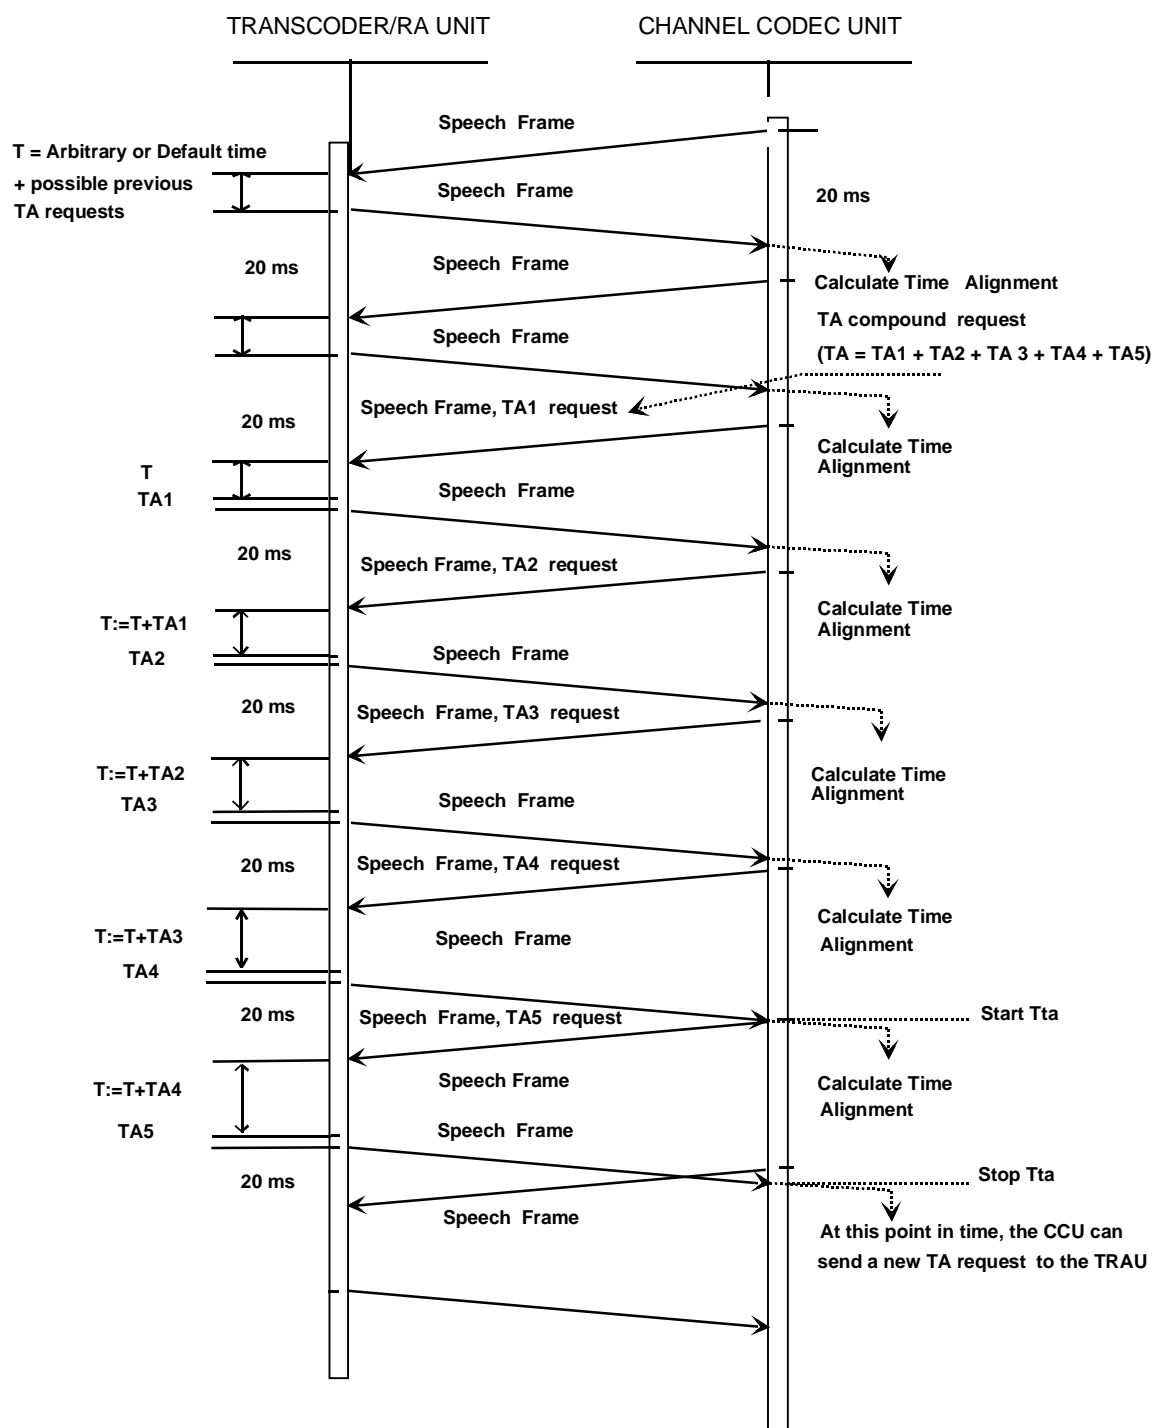 TRANSCODER/RA UNIT
CHANNEL CODEC UNIT
Speech Frame
T = Arbitrary or Default time
+ possible previous
TA requests
Speech Frame
20 ms
20 ms
Speech Frame
Calculate Time Alignment
TA compound request
(TA = TA1 + TA2 + TA 3 + TA4 + TA5)
Speech Frame
Speech Frame, TA1 request
20 ms
Calculate Time
Alignment
T
TA1
Speech Frame
20 ms
Speech Frame, TA2 request
Calculate Time
Alignment
T:=T+TA1
TA2
Speech Frame
20 ms
Speech Frame, TA3 request
Calculate Time
Alignment
T:=T+TA2
TA3
Speech Frame
20 ms
Speech Frame, TA4 request
Calculate Time
Alignment
T:=T+TA3
TA4
Speech Frame
20 ms
Speech Frame, TA5 request
Start Tta
Calculate Time
Alignment
T:=T+TA4
TA5
Speech Frame
Speech Frame
20 ms
Stop Tta
Speech Frame
At this point in time, the CCU can
send a new TA request to the TRAU